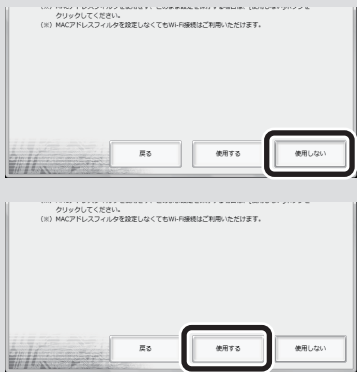 クリックしてください。
(※) MACアドレスフィルタを設定しなくてもWi-Fi接続はご利用いただけます。
戻る
使用する
使用しない
クリックしてください。
(※) MACアドレスフィルタを設定しなくてもWi-Fi接続はご利用いただけます。
戻る
使用する
使用しない